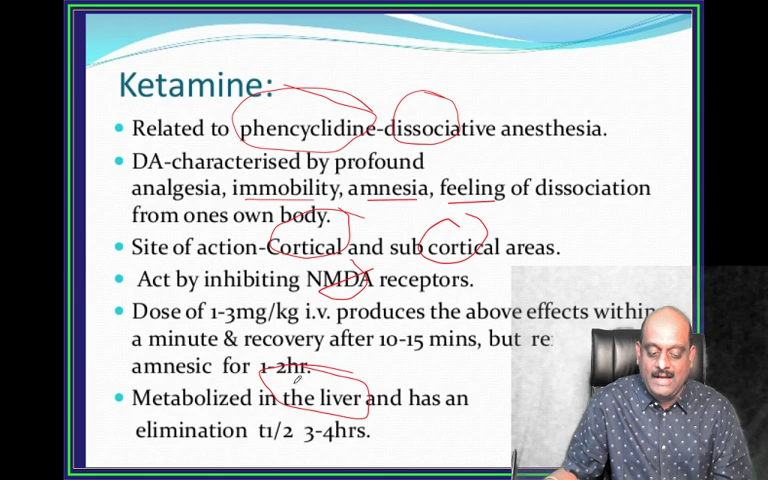 Ketamine:
Related to phencyclidine-dissociative anesthesia.
DA-characterised by profound
analgesia, immobility, amnesia, feeling of dissociation
from ones own body.
Site of action-Cortical and sub cortical areas.
Act by inhibiting NMDA receptors.
Dose of 1-3mg/kg i.v. produces the above effects within
a minute & recovery after 10-15 mins, but
amnesic for 1-2hr.
Metabolized in the liver and has an
elimination t1/2 3-4hrs.